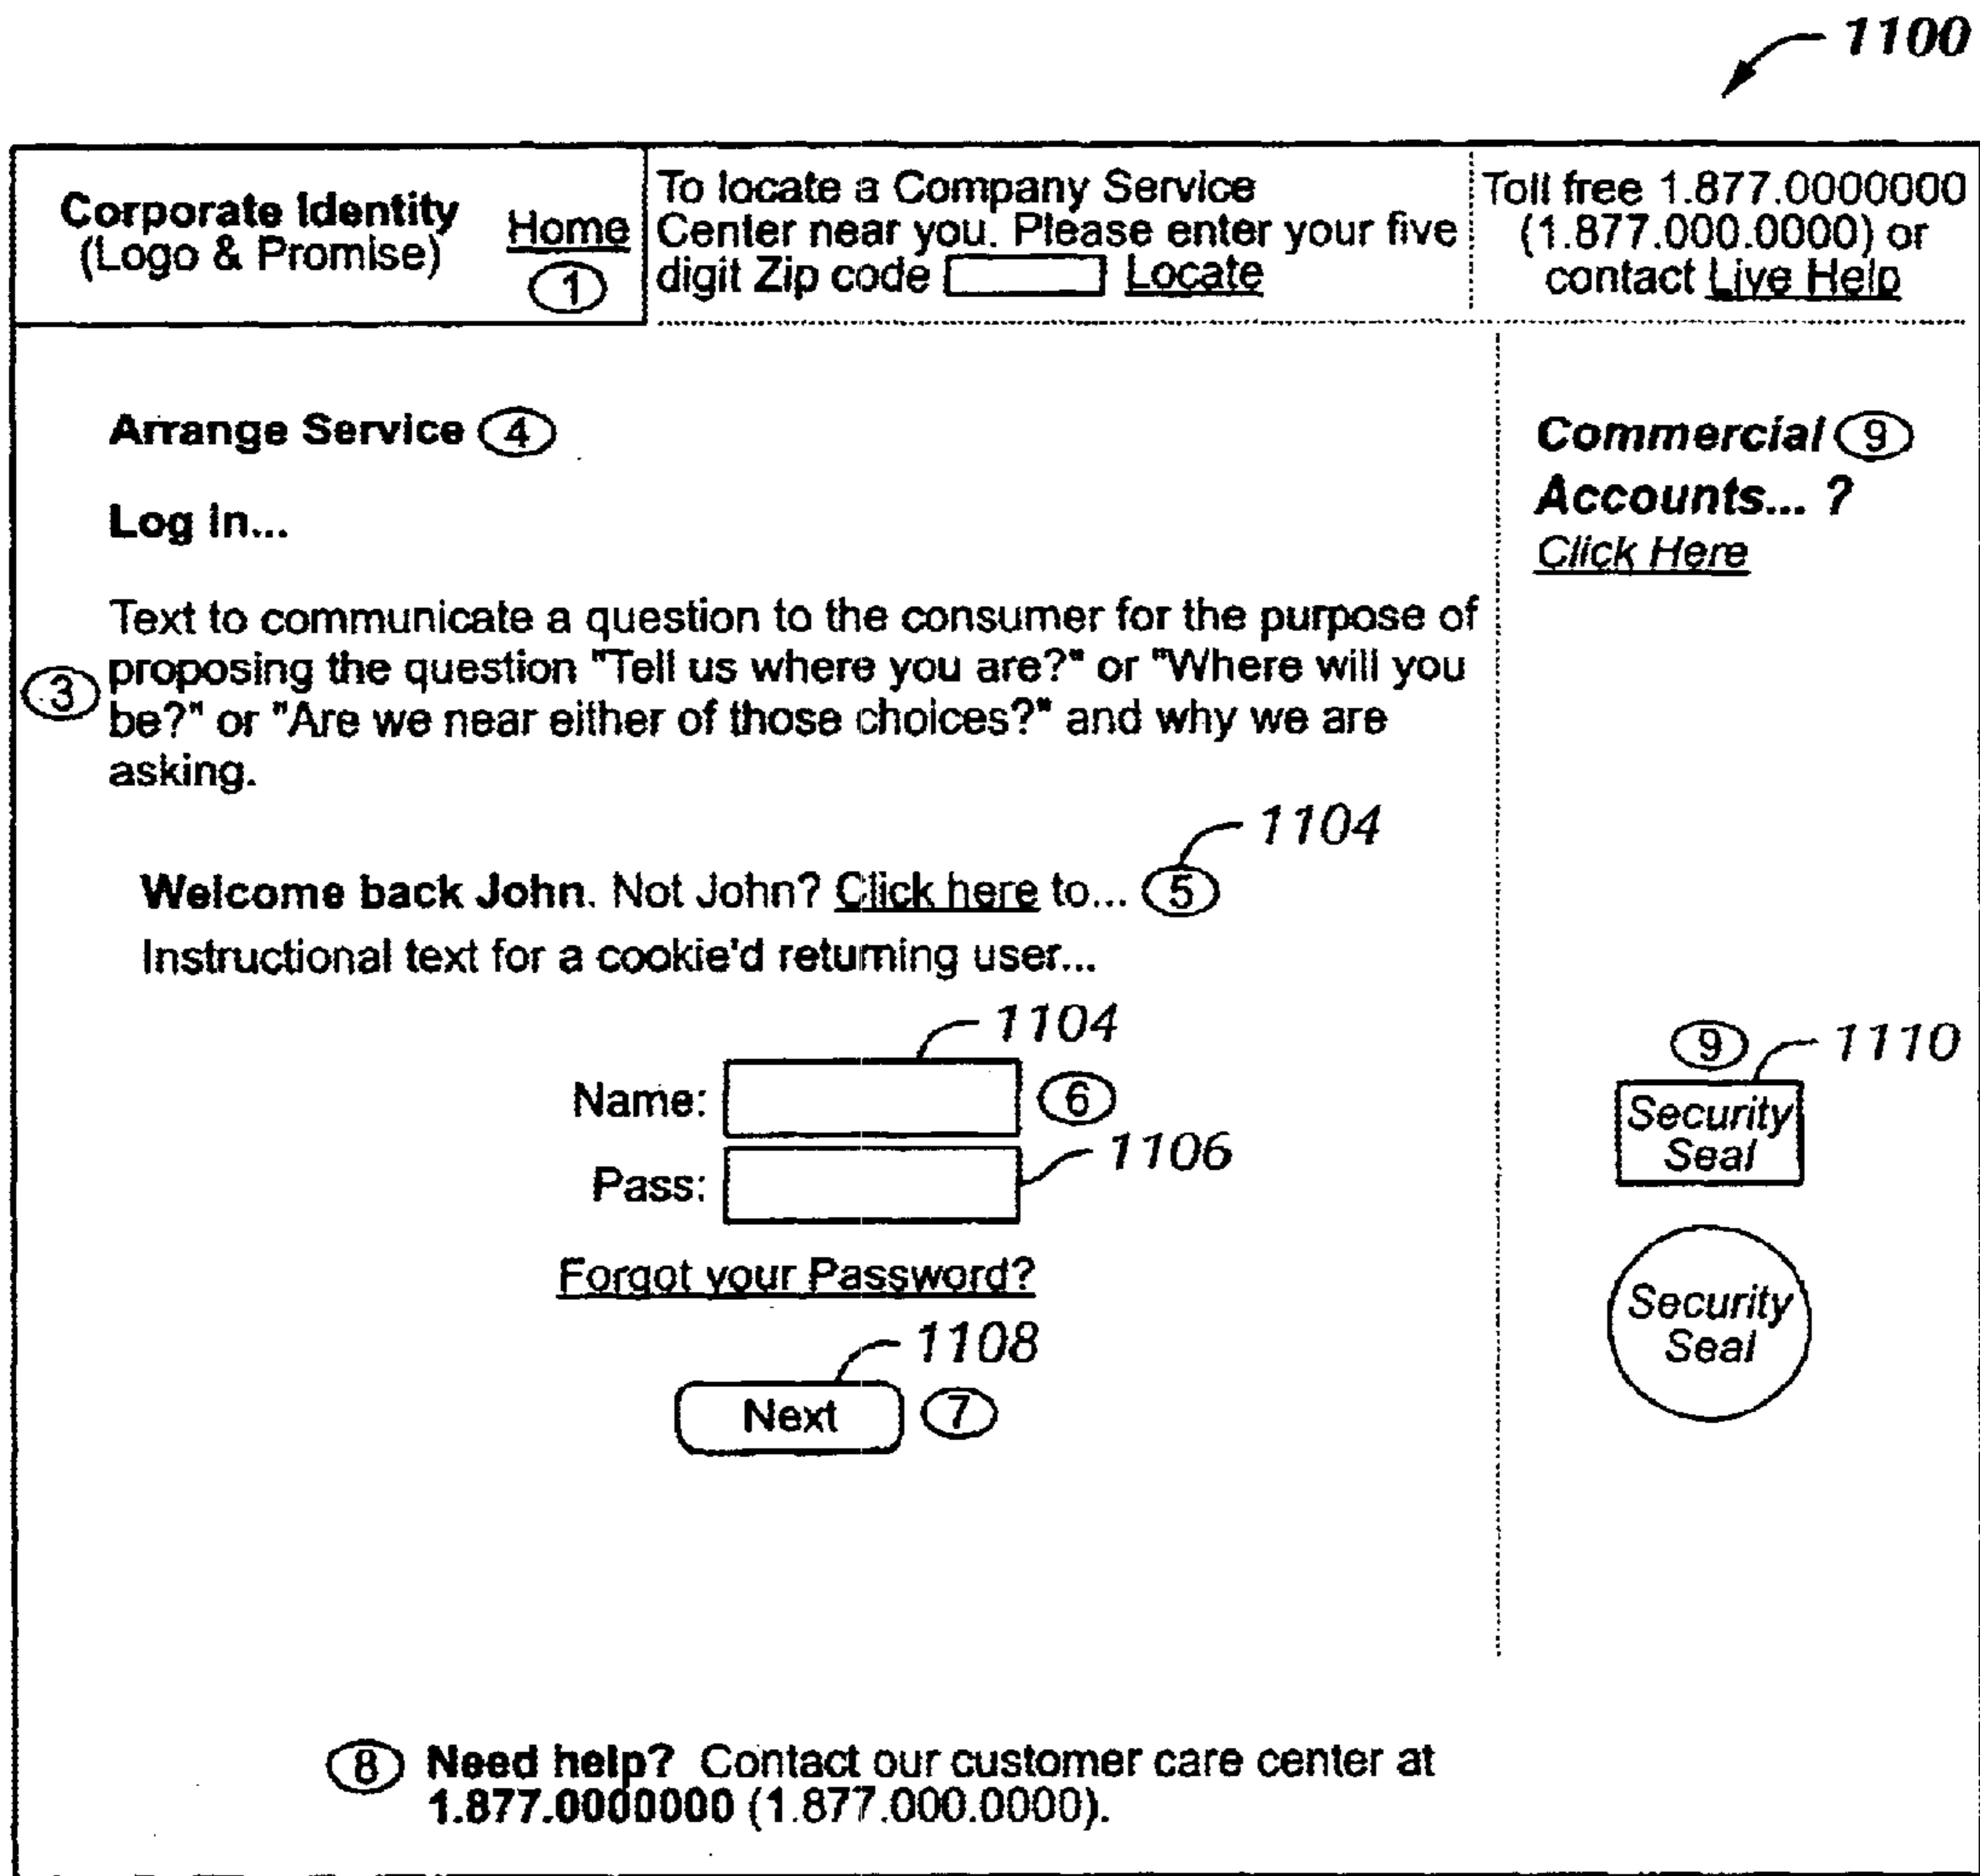 1100
Corporate Identity
(Logo & Promise)
Home
1
To locate a Company Service
Center near you. Please enter your five
digit Zip code Locate
Toll free 1.877.0000000
(1.877.000.0000) or
contact Live Help
Arrange Service 4
Log In...
Text to communicate a question to the consumer for the purpose of
3 proposing the question "Tell us where you are?" or "Where will you
be?" or "Are we near either of those choices?" and why we are
asking.
1104
Welcome back John. Not John? Click here to... 5
Instructional text for a cookie'd returning user...
1104
Name: 6
Pass: 1106
Forgot your Password?
1108
Next 7
Commercial 9
Accounts... ?
Click Here
9 1110
Security
Seal
Security
Seal
8 Need help? Contact our customer care center at
1.877.0000000 (1.877.000.0000).